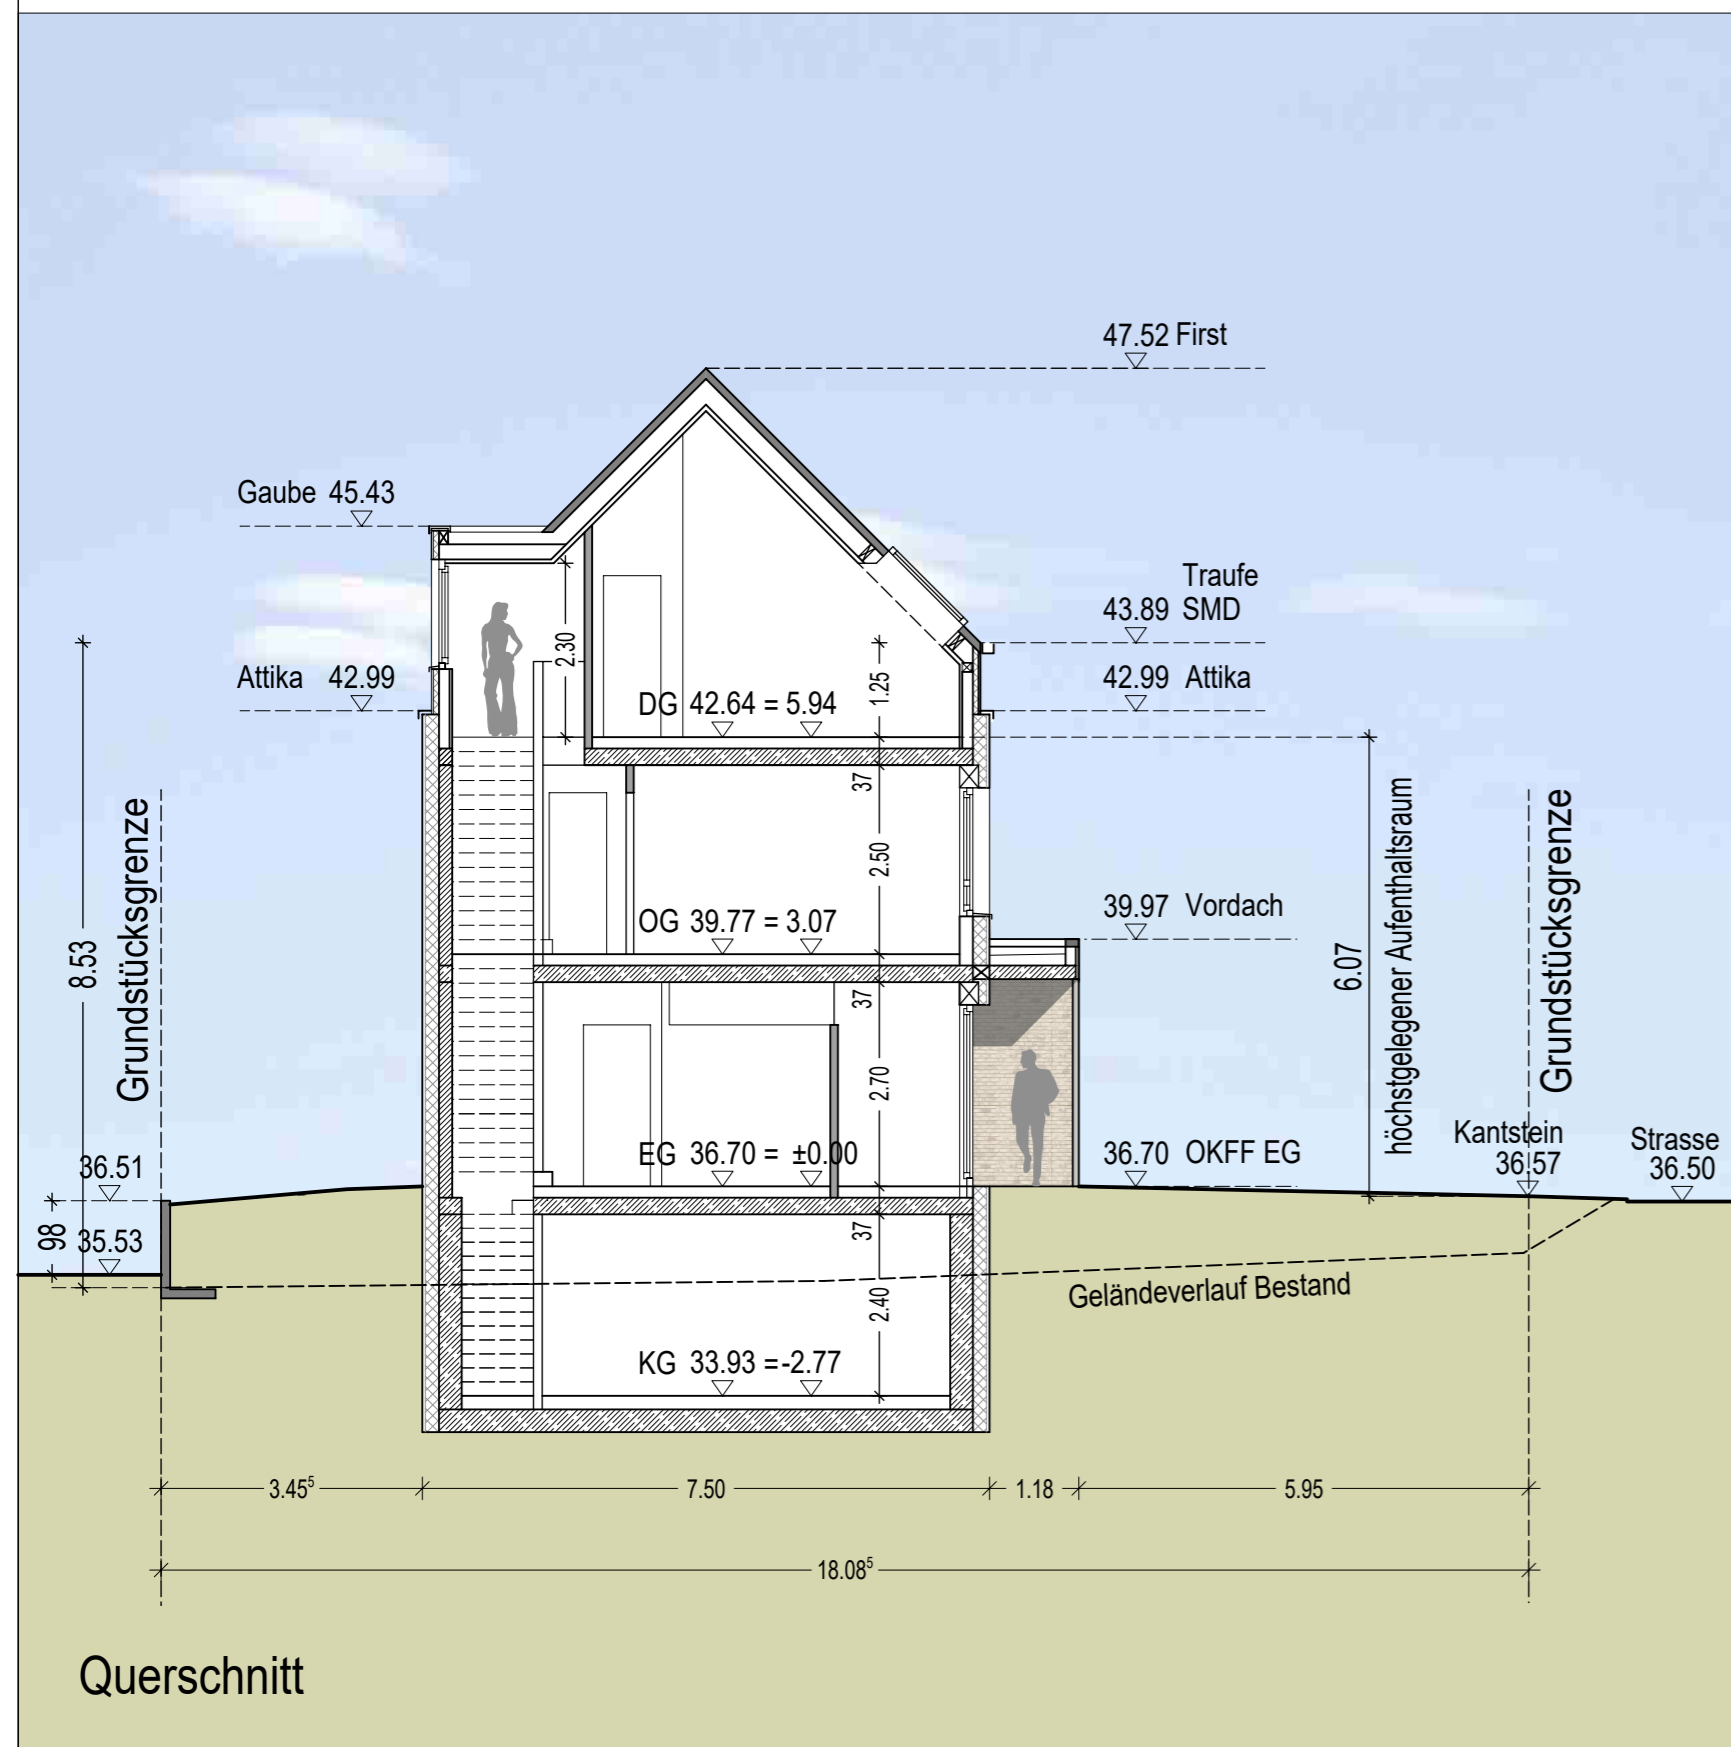 47.52 First
Gaube 45.43
Traufe
43.89 SMD
Attika 42.99
42.99 Attika
2.30
1.25
DG 42.64 = 5.94
37
2.50
OG 39.77 = 3.07
39.97 Vordach
Grundstücksgrenze
8.53
6.07
höchstgelegener Aufenthaltsraum
Grundstücksgrenze
37
2.70
EG 36.70 = ±0.00
36.70 OKFF EG
Kantstein
36.57
Strasse
36.50
36.51
98
35.53
37
Geländeverlauf Bestand
2.40
KG 33.93 =-2.77
3.45⁵
7.50
1.18
5.95
18.08⁵
Querschnitt